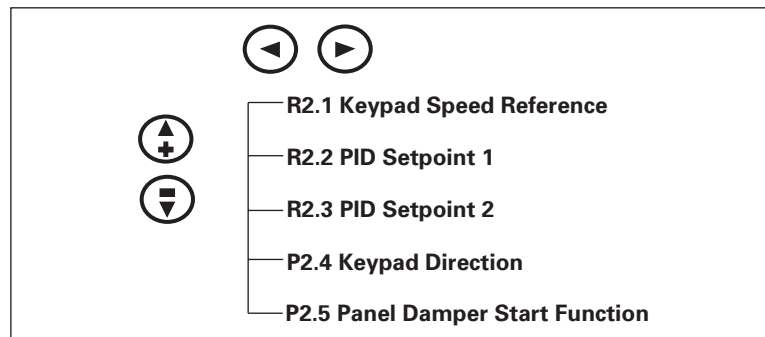 R2.1 Keypad Speed Reference
R2.2 PID Setpoint 1
R2.3 PID Setpoint 2
P2.4 Keypad Direction
P2.5 Panel Damper Start Function